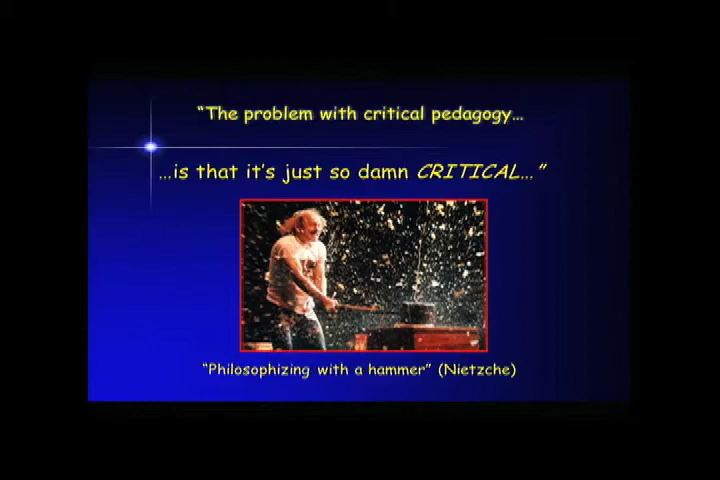 “The problem with critical pedagogy…
…is that it’s just so damn CRITICAL…”
“Philosophizing with a hammer” (Nietzche)